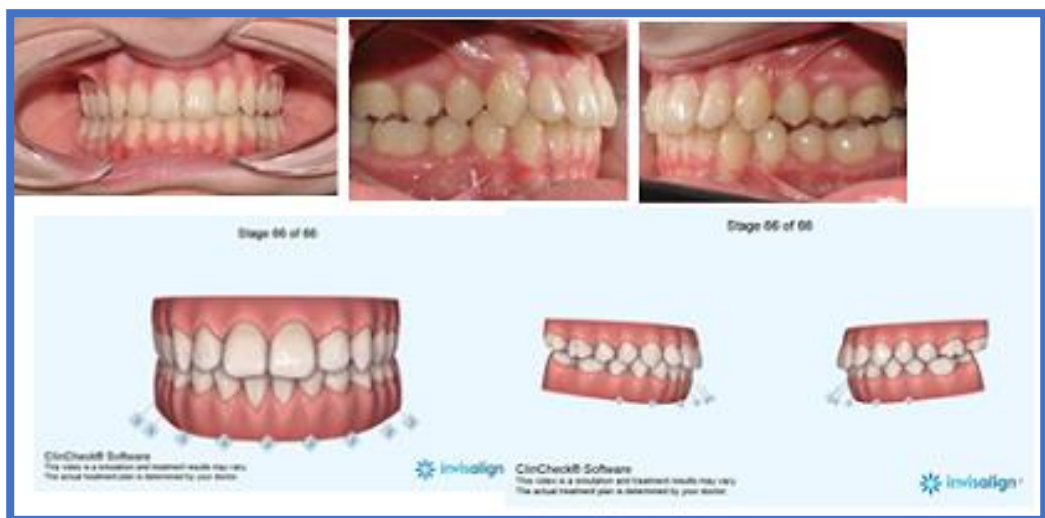 Stage 66 of 66
Stage 66 of 66
ClinCheck® Software
This video is a simulation and treatment results may vary.
The actual treatment plan is determined by your doctor.
invisalign
ClinCheck® Software
This video is a simulation and treatment results may vary.
The actual treatment plan is determined by your doctor.
invisalign